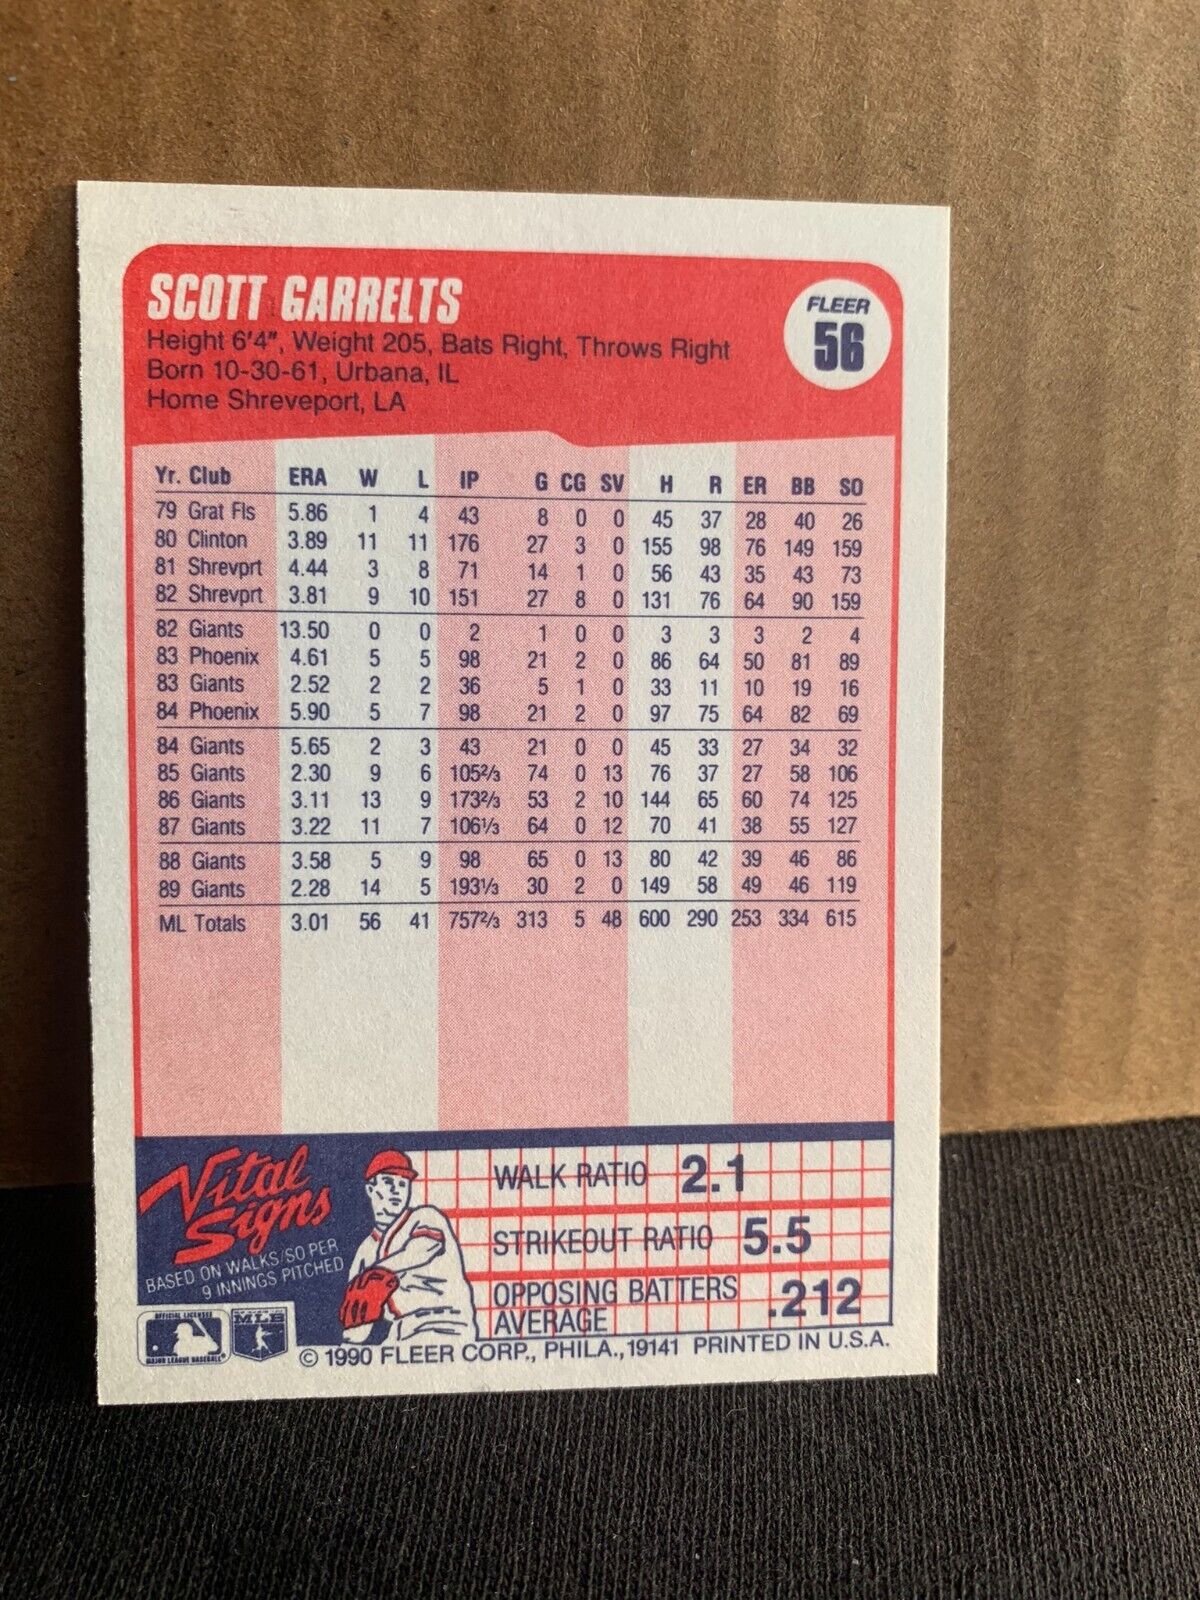 SCOTT GARRELTS
FLEER
56
Height 6'4", Weight 205, Bats Right, Throws Right
Born 10-30-61, Urbana, IL
Home Shreveport, LA
Yr. Club ERA W L IP G CG SV H R ER BB SO
79 Grat Fls 5.86 1 4 43 8 0 0 45 37 28 40 26
80 Clinton 3.89 11 11 176 27 3 0 155 98 76 149 159
81 Shrevprt 4.44 3 8 71 14 1 0 56 43 35 43 73
82 Shrevprt 3.81 9 10 151 27 8 0 131 76 64 90 159
82 Giants 13.50 0 0 2 1 0 0 3 3 3 2 4
83 Phoenix 4.61 5 5 98 21 2 0 86 64 50 81 89
83 Giants 2.52 2 2 36 5 1 0 33 11 10 19 16
84 Phoenix 5.90 5 7 98 21 2 0 97 75 64 82 69
84 Giants 5.65 2 3 43 21 0 0 45 33 27 34 32
85 Giants 2.30 9 6 105 2/3 74 0 13 76 37 27 58 106
86 Giants 3.11 13 9 173 2/3 53 2 10 144 65 60 74 125
87 Giants 3.22 11 7 106 1/3 64 0 12 70 41 38 55 127
88 Giants 3.58 5 9 98 65 0 13 80 42 39 46 86
89 Giants 2.28 14 5 193 1/3 30 2 0 149 58 49 46 119
ML Totals 3.01 56 41 757 2/3 313 5 48 600 290 253 334 615
Vital Signs
BASED ON WALKS/SO PER
9 INNINGS PITCHED
WALK RATIO 2.1
STRIKEOUT RATIO 5.5
OPPOSING BATTERS
AVERAGE .212
OFFICIAL LICENSEE
MAJOR LEAGUE BASEBALL
© 1990 FLEER CORP., PHILA., 19141 PRINTED IN U.S.A.